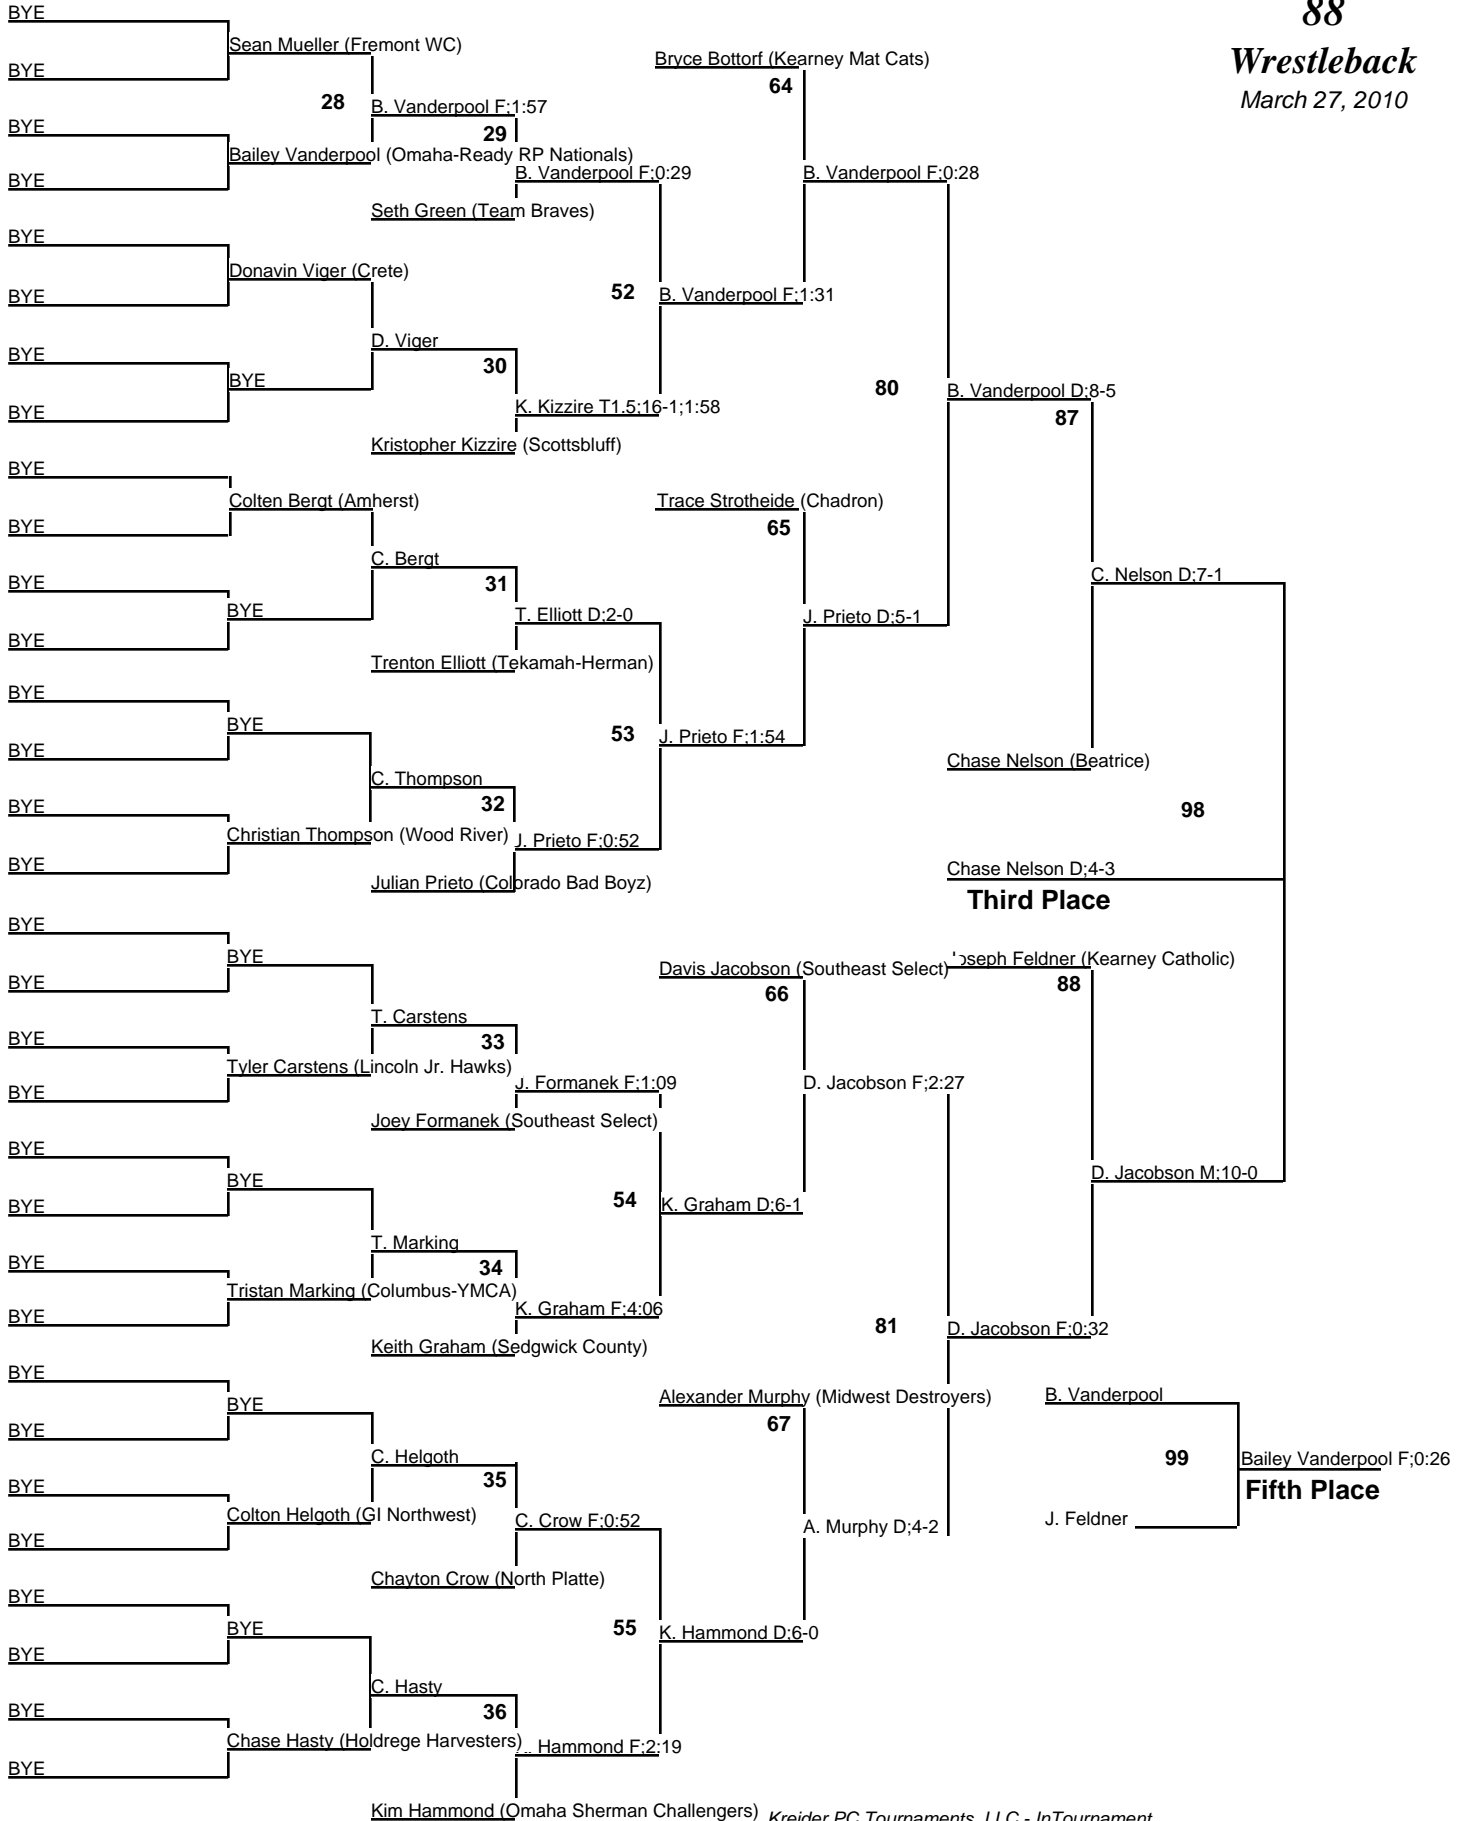 88
Wrestleback
March 27, 2010
BYE
Sean Mueller (Fremont WC)
BYE
28
B. Vanderpool F;1:57
29
BYE
Bailey Vanderpool (Omaha-Ready RP Nationals)
BYE
B. Vanderpool F;0:29
Seth Green (Team Braves)
Bryce Bottorf (Kearney Mat Cats)
64
B. Vanderpool F;0:28
BYE
Donavin Viger (Crete)
BYE
52
B. Vanderpool F;1:31
D. Viger
30
BYE
BYE
BYE
K. Kizzire T1.5;16-1;1:58
Kristopher Kizzire (Scottsbluff)
80
B. Vanderpool D;8-5
87
BYE
Colten Bergt (Amherst)
BYE
Trace Strotheide (Chadron)
65
C. Bergt
31
BYE
BYE
BYE
T. Elliott D;2-0
Trenton Elliott (Tekamah-Herman)
J. Prieto D;5-1
C. Nelson D;7-1
BYE
BYE
BYE
53
J. Prieto F;1:54
C. Thompson
32
BYE
Christian Thompson (Wood River)
BYE
J. Prieto F;0:52
Julian Prieto (Colorado Bad Boyz)
Chase Nelson (Beatrice)
98
Chase Nelson D;4-3
Third Place
BYE
BYE
BYE
Davis Jacobson (Southeast Select)
66
oseph Feldner (Kearney Catholic)
88
T. Carstens
33
BYE
Tyler Carstens (Lincoln Jr. Hawks)
BYE
J. Formanek F;1:09
Joey Formanek (Southeast Select)
D. Jacobson F;2:27
BYE
BYE
BYE
54
K. Graham D;6-1
D. Jacobson M;10-0
T. Marking
34
BYE
Tristan Marking (Columbus-YMCA)
BYE
K. Graham F;4:06
Keith Graham (Sedgwick County)
81
D. Jacobson F;0:32
BYE
BYE
BYE
Alexander Murphy (Midwest Destroyers)
67
B. Vanderpool
99
Bailey Vanderpool F;0:26
Fifth Place
J. Feldner
C. Helgoth
35
BYE
Colton Helgoth (GI Northwest)
BYE
C. Crow F;0:52
Chayton Crow (North Platte)
A. Murphy D;4-2
BYE
BYE
BYE
55
K. Hammond D;6-0
C. Hasty
36
BYE
Chase Hasty (Holdrege Harvesters)
BYE
Hammond F;2:19
Kim Hammond (Omaha Sherman Challengers)
Kreider PC Tournaments, LLC - InTournament